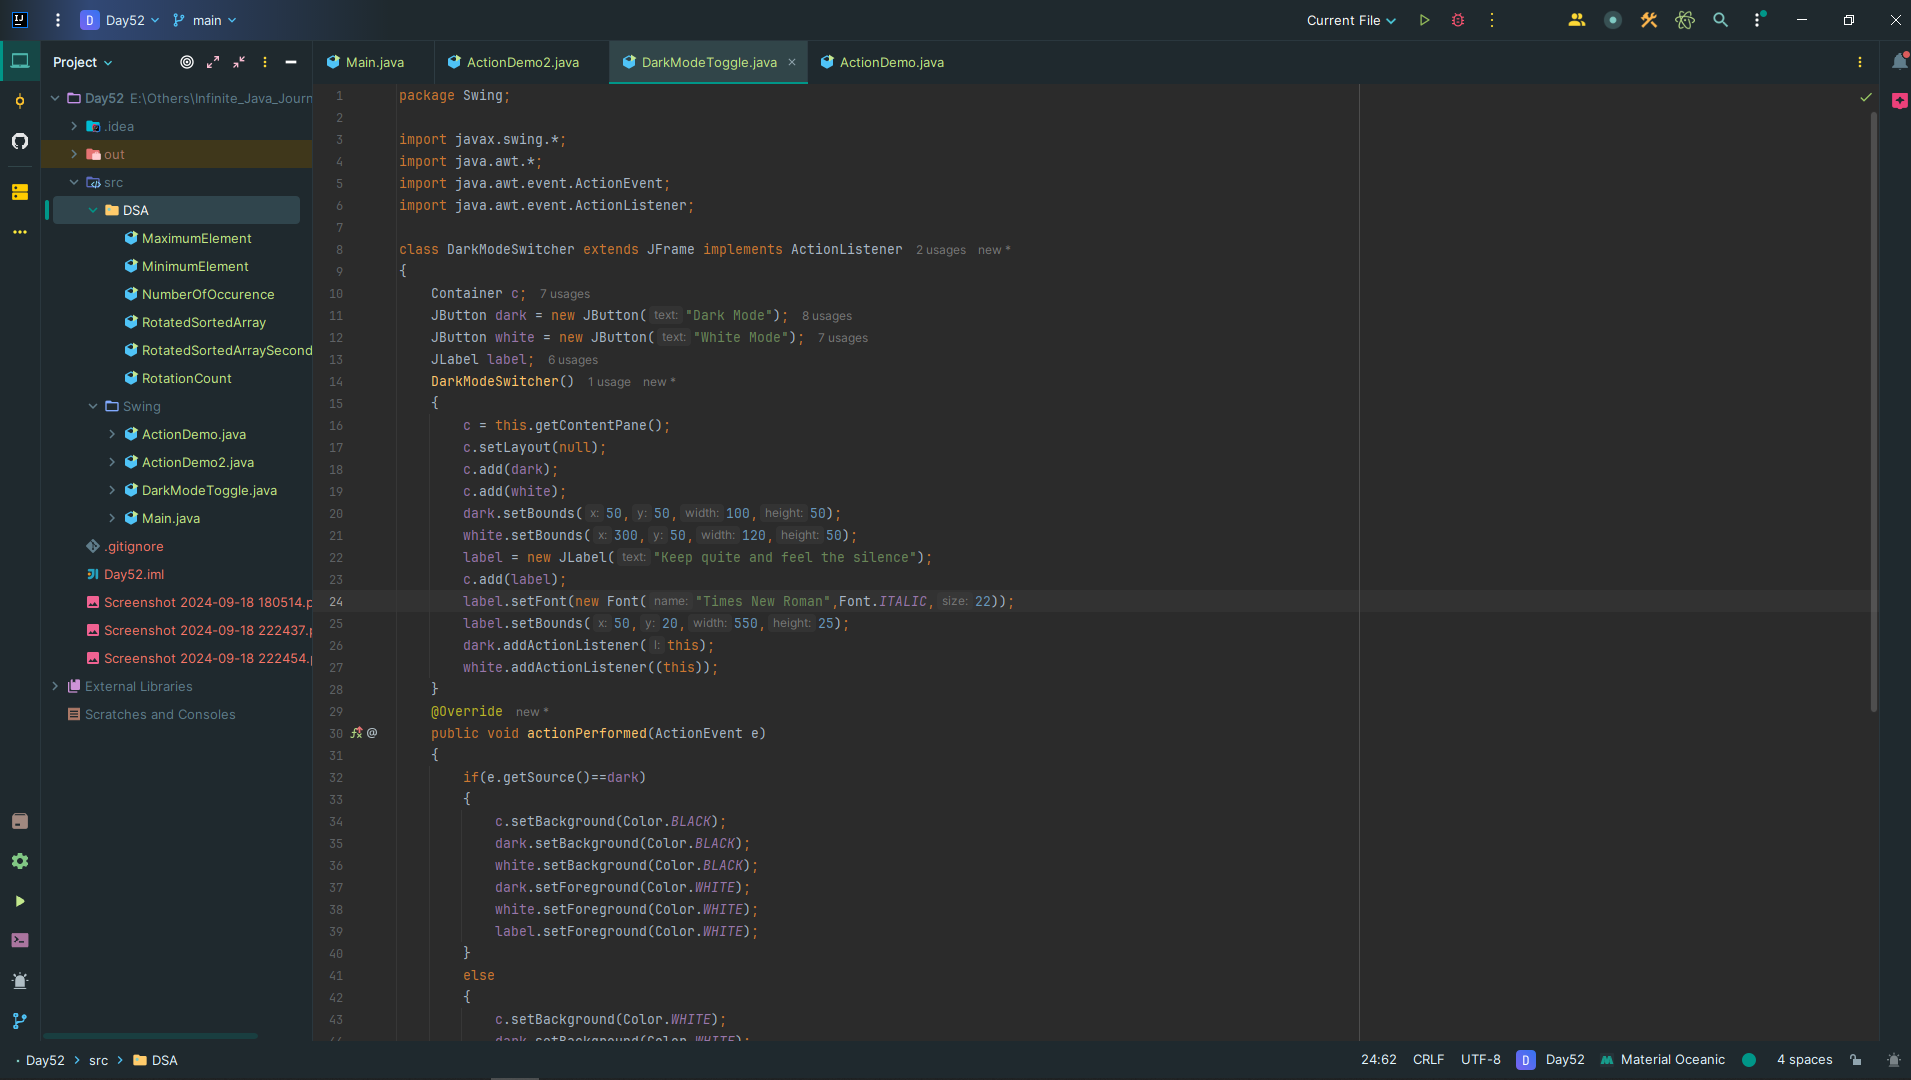 D Day52 main Current File
Project
Main.java ActionDemo2.java DarkModeToggle.java ActionDemo.java
Day52 E:\Others\Infinite_Java_Journ
.idea
out
src
DSA
MaximumElement
MinimumElement
NumberOfOccurence
RotatedSortedArray
RotatedSortedArraySecond
RotationCount
Swing
ActionDemo.java
ActionDemo2.java
DarkModeToggle.java
Main.java
.gitignore
Day52.iml
Screenshot 2024-09-18 180514.p
Screenshot 2024-09-18 222437.p
Screenshot 2024-09-18 222454.p
External Libraries
Scratches and Consoles
1 package Swing;
2
3 import javax.swing.*;
4 import java.awt.*;
5 import java.awt.event.ActionEvent;
6 import java.awt.event.ActionListener;
7
8 class DarkModeSwitcher extends JFrame implements ActionListener 2 usages new *
9 {
10 Container c; 7 usages
11 JButton dark = new JButton( text: "Dark Mode"); 8 usages
12 JButton white = new JButton( text: "White Mode"); 7 usages
13 JLabel label; 6 usages
14 DarkModeSwitcher() 1 usage new *
15 {
16 c = this.getContentPane();
17 c.setLayout(null);
18 c.add(dark);
19 c.add(white);
20 dark.setBounds( x: 50, y: 50, width: 100, height: 50);
21 white.setBounds( x: 300, y: 50, width: 120, height: 50);
22 label = new JLabel( text: "Keep quite and feel the silence");
23 c.add(label);
24 label.setFont(new Font( name: "Times New Roman",Font.ITALIC, size: 22));
25 label.setBounds( x: 50, y: 20, width: 550, height: 25);
26 dark.addActionListener( l: this);
27 white.addActionListener((this));
28 }
29 @Override new *
30 public void actionPerformed(ActionEvent e)
31 {
32 if(e.getSource()==dark)
33 {
34 c.setBackground(Color.BLACK);
35 dark.setBackground(Color.BLACK);
36 white.setBackground(Color.BLACK);
37 dark.setForeground(Color.WHITE);
38 white.setForeground(Color.WHITE);
39 label.setForeground(Color.WHITE);
40 }
41 else
42 {
43 c.setBackground(Color.WHITE);
44 dark.setBackground(Color.WHITE);
Day52 > src > DSA 24:62 CRLF UTF-8 D Day52 Material Oceanic 4 spaces